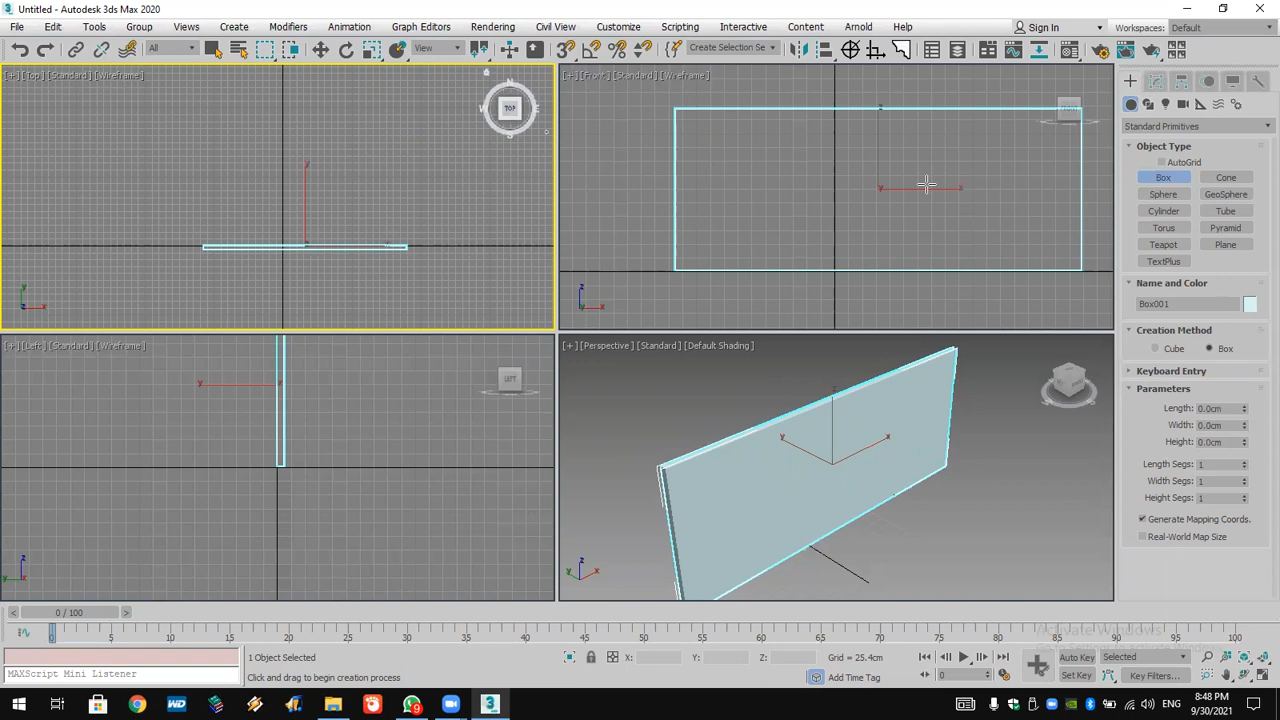 Untitled - Autodesk 3ds Max 2020
File Edit Tools Group Views Create Modifiers Animation Graph Editors Rendering Civil View Customize Scripting Interactive Content Arnold Help Sign In Workspaces: Default
All View Create Selection Se
[+] [Top] [Standard] [Wireframe]
[+] [Front] [Standard] [Wireframe]
TOP
Standard Primitives
Object Type
AutoGrid
Box Cone
Sphere GeoSphere
Cylinder Tube
Torus Pyramid
Teapot Plane
TextPlus
Name and Color
Box001
Creation Method
Cube Box
Keyboard Entry
Parameters
Length: 0.0cm
Width: 0.0cm
Height: 0.0cm
Length Segs: 1
Width Segs: 1
Height Segs: 1
Generate Mapping Coords.
Real-World Map Size
[+] [Left] [Standard] [Wireframe]
[+] [Perspective] [Standard] [Default Shading]
LEFT
0 / 100
0 5 10 15 20 25 30 35 40 45 50 55 60 65 70 75 80 85 90 95 100
Activate Windows
1 Object Selected X: Y: Z: Grid = 25.4cm Auto Key Selected
MAXScript Mini Listener Click and drag to begin creation process Add Time Tag 0 Set Key Key Filters...
ENG 8:48 PM
9/30/2021